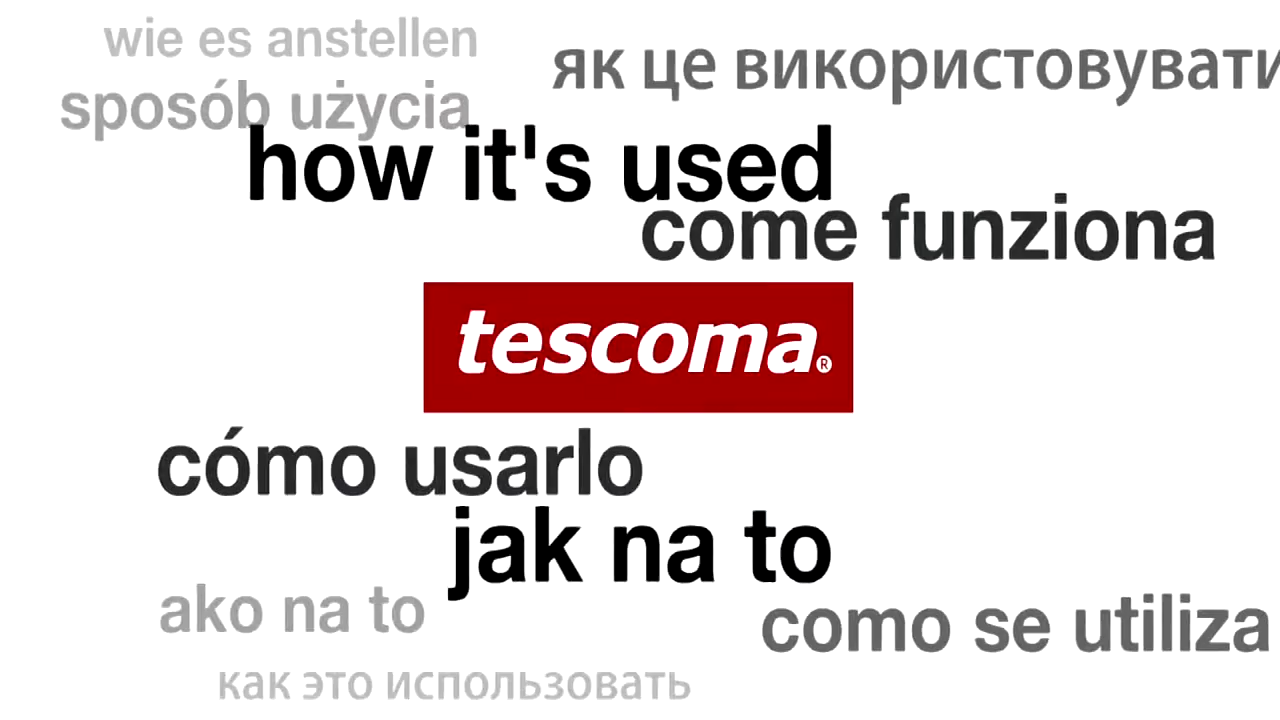 wie es anstellen
як це використовувати
sposób użycia
how it's used
come funziona
tescoma®
cómo usarlo
jak na to
ako na to
como se utiliza
как это использовать